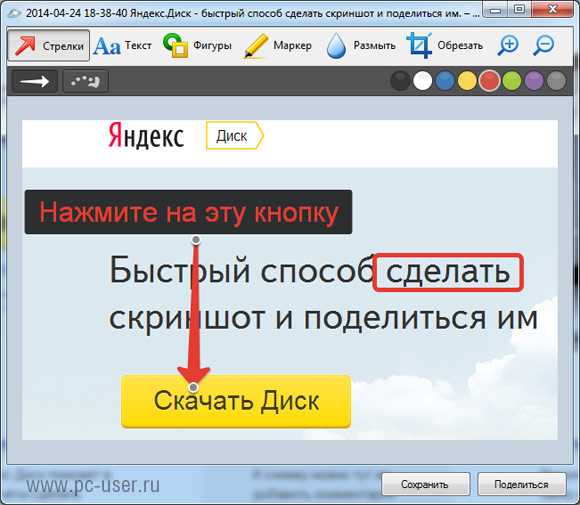 2014-04-24 18-38-40 Яндекс.Диск - быстрый способ сделать скриншот и поделиться им. –
Стрелки Текст Фигуры Маркер Размыть Обрезать
Яндекс Диск
Нажмите на эту кнопку
Быстрый способ сделать
скриншот и поделиться им
Скачать Диск
www.pc-user.ru
Сохранить Поделиться